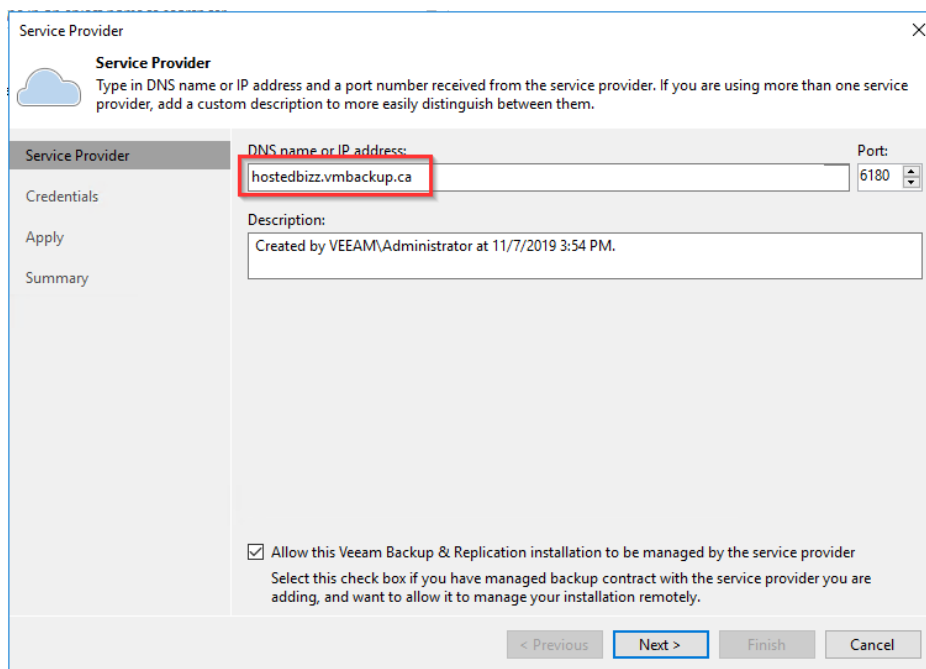 Service Provider
Service Provider
Type in DNS name or IP address and a port number received from the service provider. If you are using more than one service
provider, add a custom description to more easily distinguish between them.
Service Provider
Credentials
Apply
Summary
DNS name or IP address:
Port:
hostedbizz.vmbackup.ca
6180
Description:
Created by VEEAM\Administrator at 11/7/2019 3:54 PM.
Allow this Veeam Backup & Replication installation to be managed by the service provider
Select this check box if you have managed backup contract with the service provider you are
adding, and want to allow it to manage your installation remotely.
< Previous
Next >
Finish
Cancel